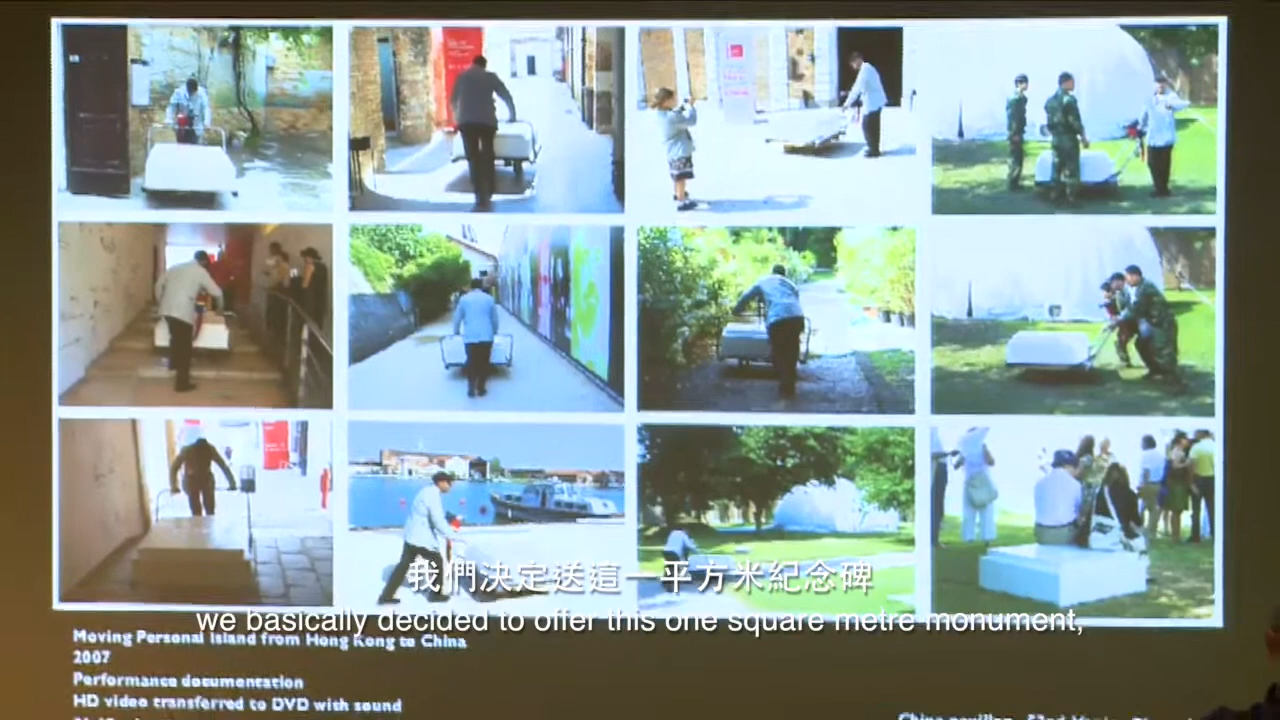 我們決定送這一平方米紀念碑
we basically decided to offer this one square metre monument,
Moving Personal Island from Hong Kong to China
2007
Performance documentation
HD video transferred to DVD with sound
China pavilion